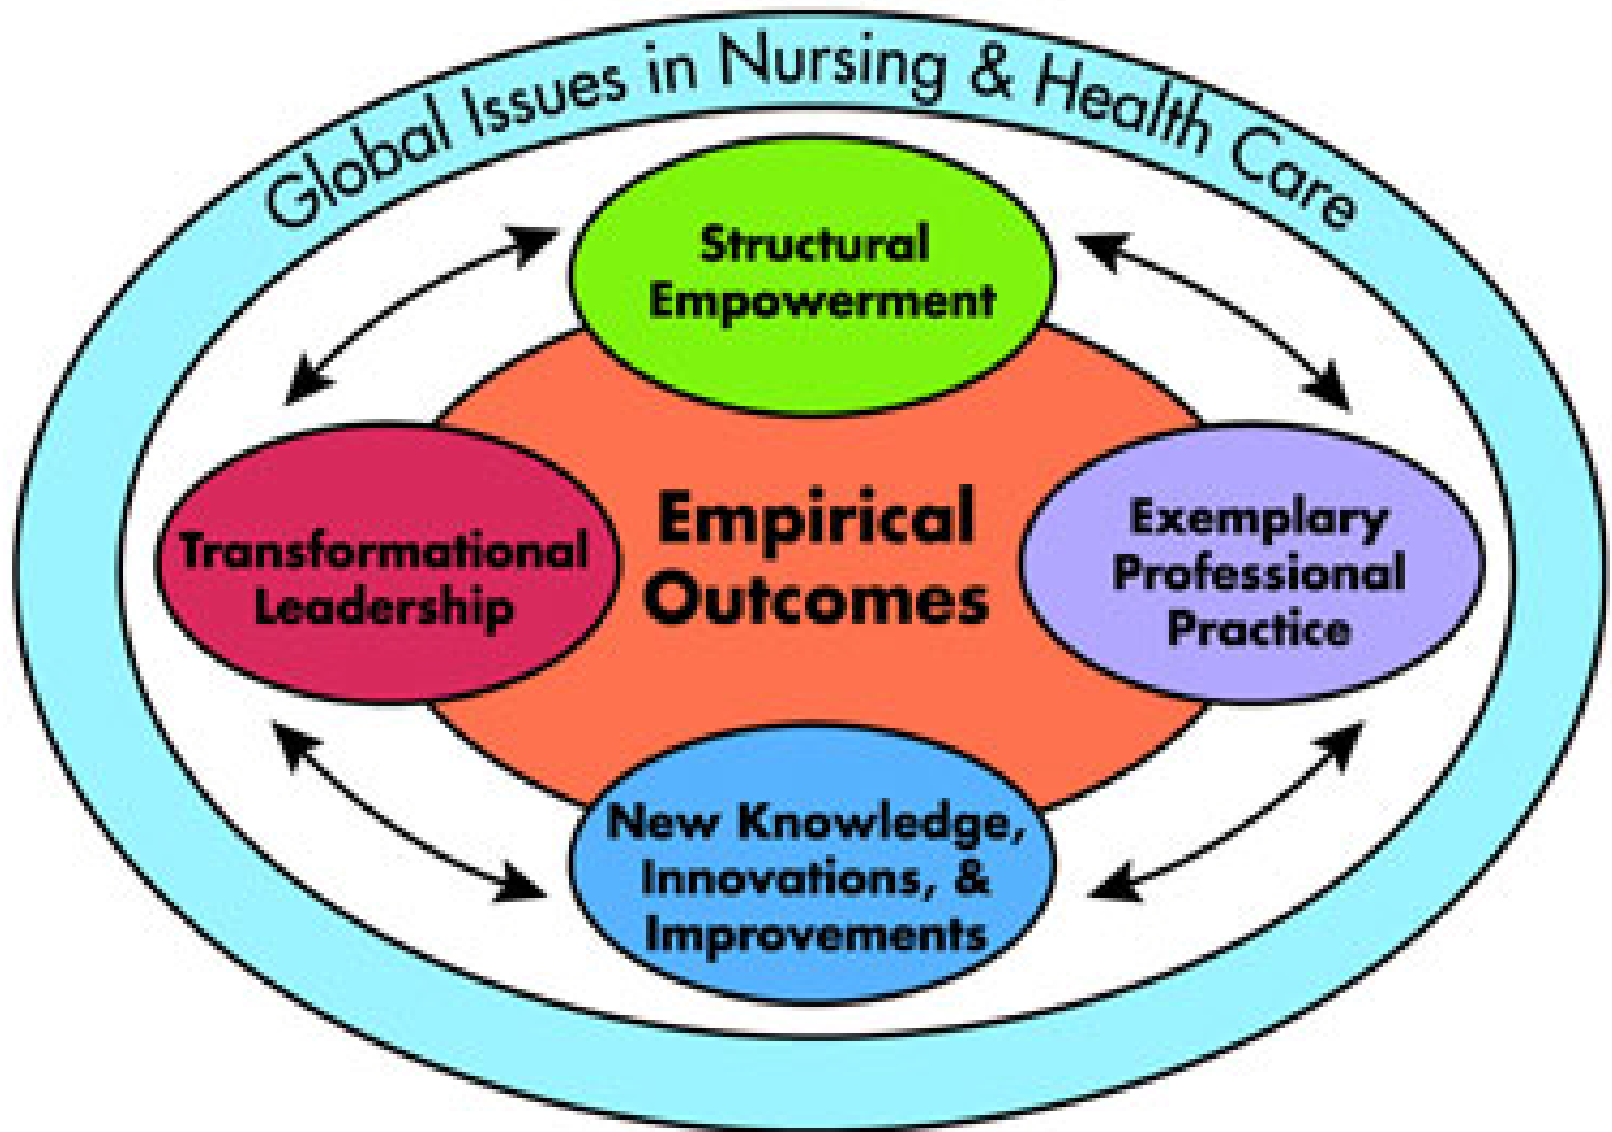 Global Issues in Nursing & Health Care
Structural
Empowerment
Transformational
Leadership
Empirical
Outcomes
Exemplary
Professional
Practice
New Knowledge,
Innovations, &
Improvements